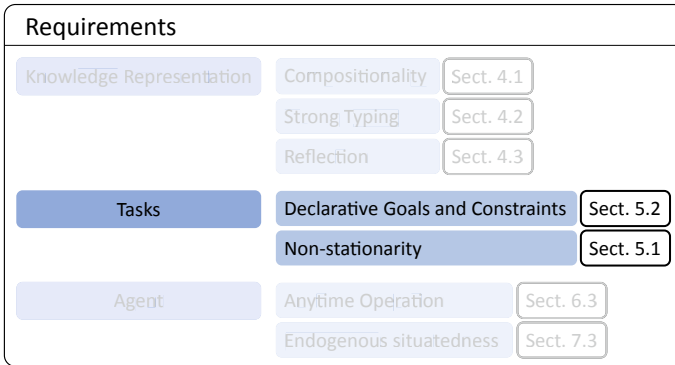 Requirements
Knowledge Representation Compositionality Sect. 4.1
Strong Typing Sect. 4.2
Reflection Sect. 4.3
Tasks Declarative Goals and Constraints Sect. 5.2
Non-stationarity Sect. 5.1
Agent Anytime Operation Sect. 6.3
Endogenous situatedness Sect. 7.3